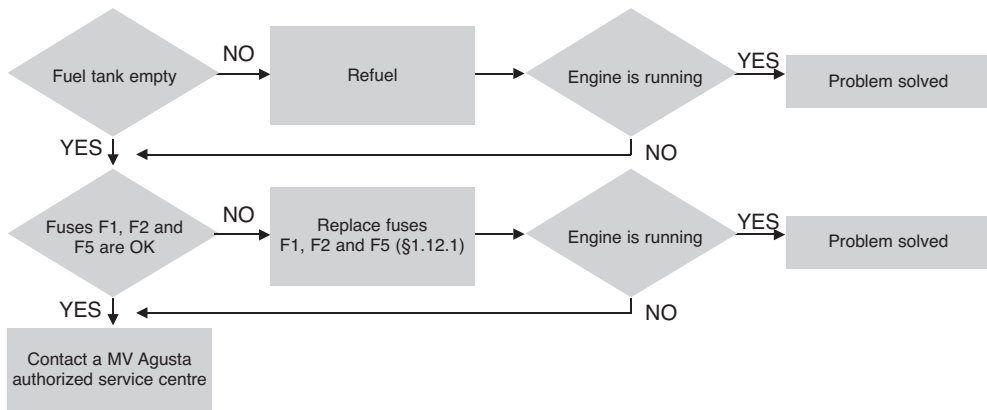 Fuel tank empty
NO
Refuel
Engine is running
YES
Problem solved
YES
NO
Fuses F1, F2 and
F5 are OK
NO
Replace fuses
F1, F2 and F5 (§1.12.1)
Engine is running
YES
Problem solved
YES
NO
Contact a MV Agusta
authorized service centre